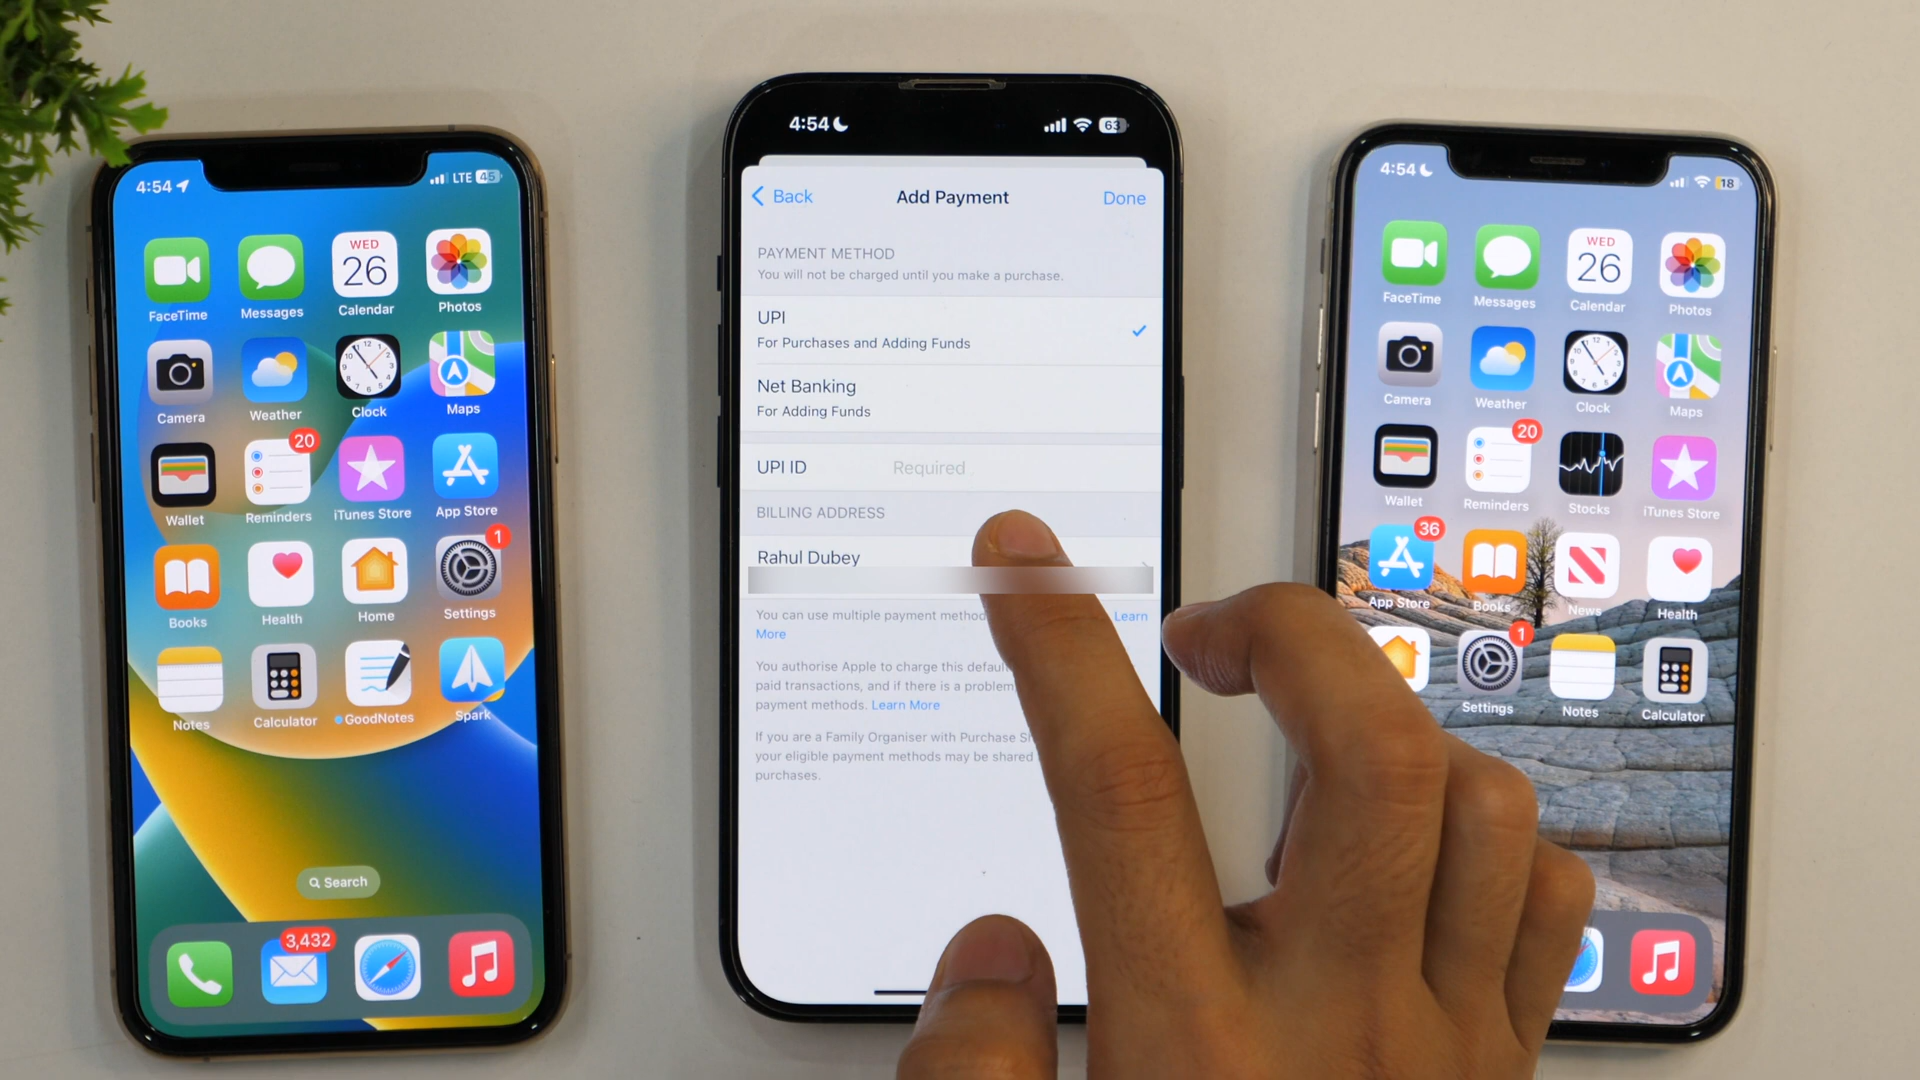 4:54
LTE 45
WED
26
FaceTime
Messages
Calendar
Photos
Camera
Weather
Clock
Maps
20
Wallet
Reminders
iTunes Store
App Store
1
Books
Health
Home
Settings
Notes
Calculator
GoodNotes
Spark
Search
3,432
4:54
63
Back
Add Payment
Done
PAYMENT METHOD
You will not be charged until you make a purchase.
UPI
For Purchases and Adding Funds
Net Banking
For Adding Funds
UPI ID
Required
BILLING ADDRESS
Rahul Dubey
You can use multiple payment
Learn
More
You authorise Apple to charge this
paid transactions, and if there is a problem
payment methods. Learn More
If you are a Family Organiser with Purchase
your eligible payment methods may be shared
purchases.
4:54
18
WED
26
FaceTime
Messages
Calendar
Photos
Camera
Weather
Clock
Maps
20
Wallet
Reminders
Stocks
iTunes Store
36
App Store
Books
News
Health
1
Settings
Notes
Calculator